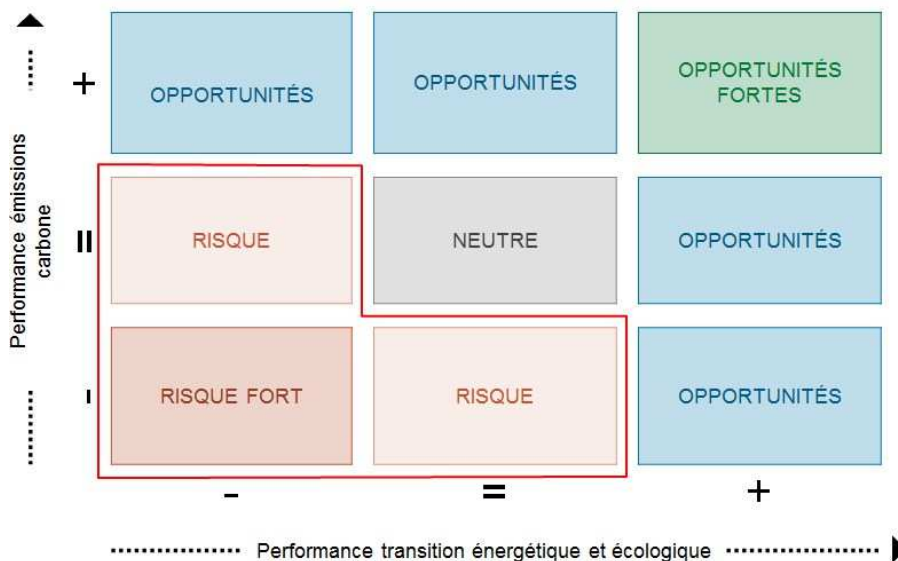 +
OPPORTUNITÉS
OPPORTUNITÉS
OPPORTUNITÉS
FORTES
Performance émissions
carbone
=
RISQUE
NEUTRE
OPPORTUNITÉS
-
RISQUE FORT
RISQUE
OPPORTUNITÉS
- = +
Performance transition énergétique et écologique